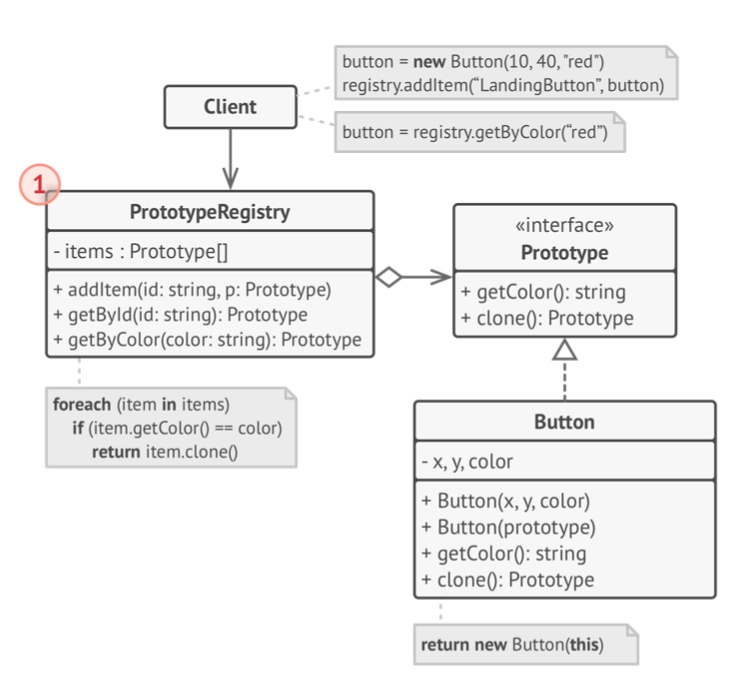 button = new Button(10, 40, "red")
registry.addItem(“LandingButton”, button)
Client
button = registry.getByColor(“red”)
1
PrototypeRegistry
- items : Prototype[]
+ addItem(id: string, p: Prototype)
+ getById(id: string): Prototype
+ getByColor(color: string): Prototype
«interface»
Prototype
+ getColor(): string
+ clone(): Prototype
foreach (item in items)
if (item.getColor() == color)
return item.clone()
Button
- x, y, color
+ Button(x, y, color)
+ Button(prototype)
+ getColor(): string
+ clone(): Prototype
return new Button(this)